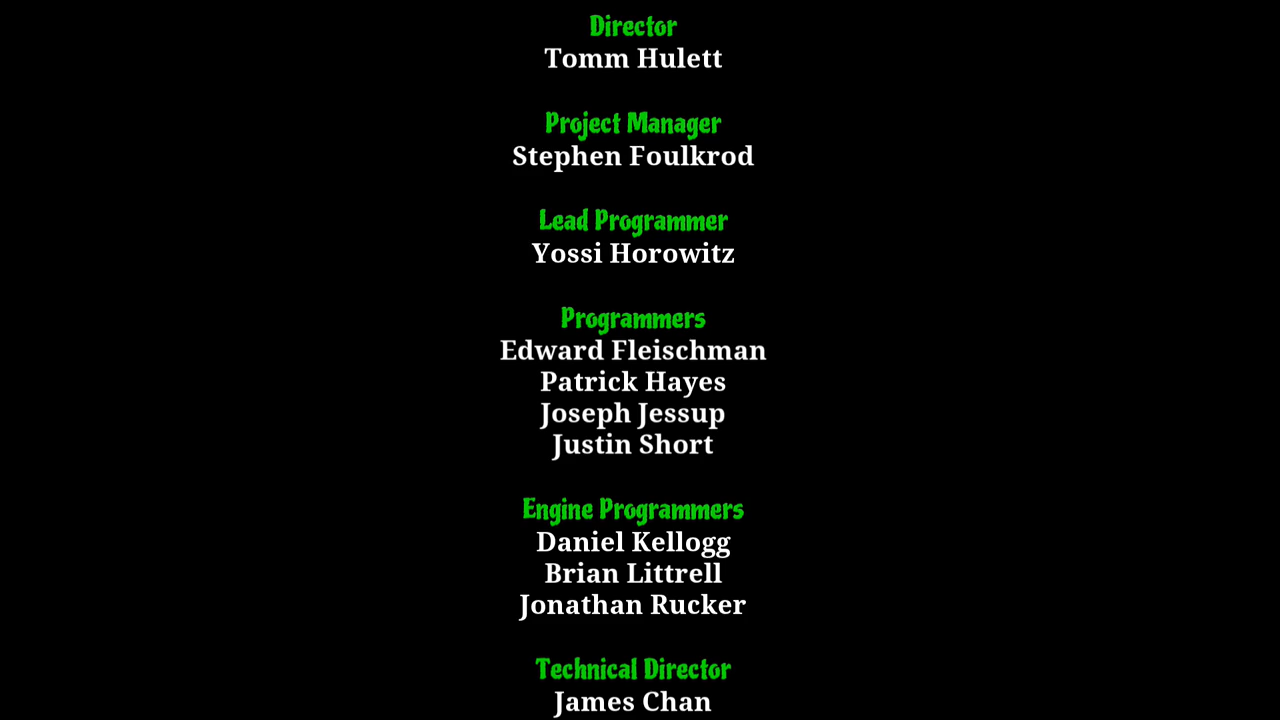 Director
Tomm Hulett
Project Manager
Stephen Foulkrod
Lead Programmer
Yossi Horowitz
Programmers
Edward Fleischman
Patrick Hayes
Joseph Jessup
Justin Short
Engine Programmers
Daniel Kellogg
Brian Littrell
Jonathan Rucker
Technical Director
James Chan